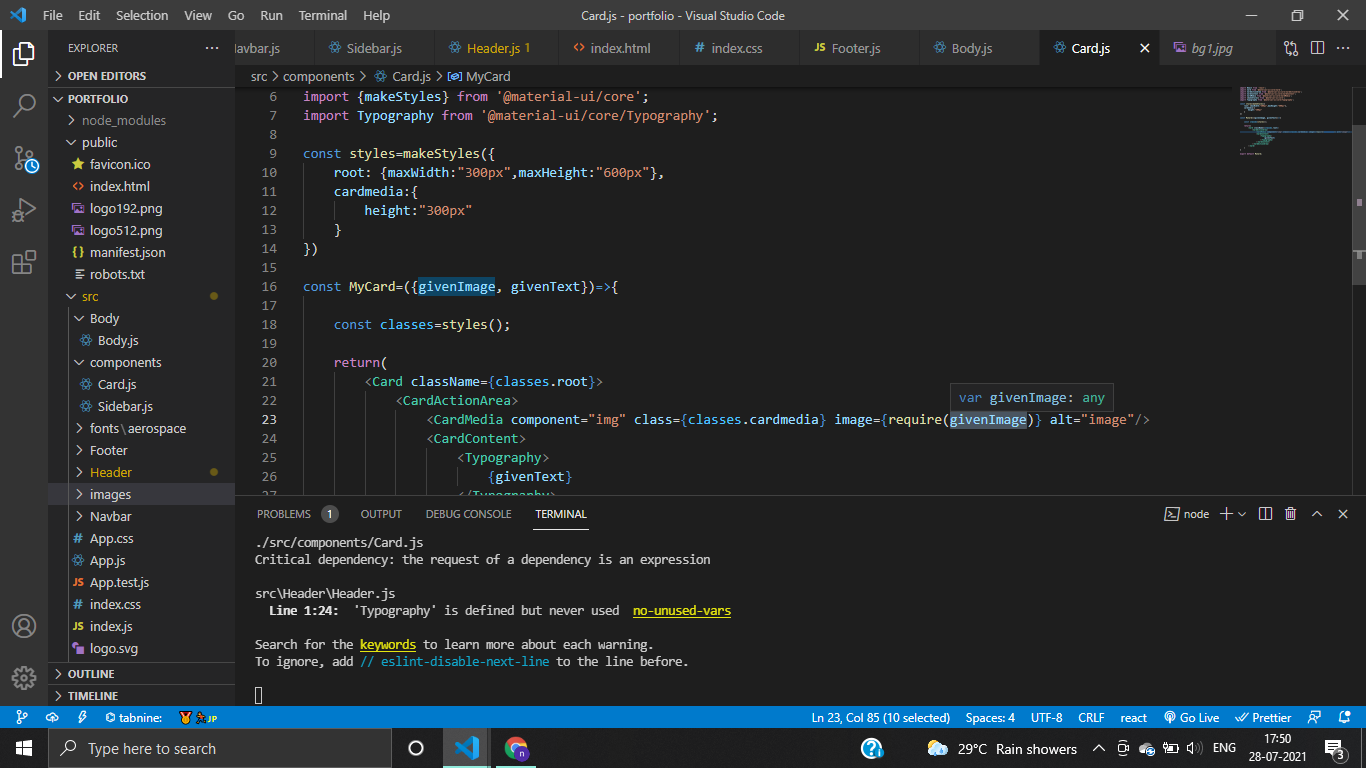 File Edit Selection View Go Run Terminal Help
Card.js - portfolio - Visual Studio Code
EXPLORER
Navbar.js Sidebar.js Header.js 1 index.html index.css Footer.js Body.js Card.js bg1.jpg
OPEN EDITORS
PORTFOLIO
node_modules
public
favicon.ico
index.html
logo192.png
logo512.png
manifest.json
robots.txt
src
Body
Body.js
components
Card.js
Sidebar.js
fonts\aerospace
Footer
Header
images
Navbar
App.css
App.js
App.test.js
index.css
index.js
logo.svg
OUTLINE
TIMELINE
src > components > Card.js > MyCard
6 import {makeStyles} from '@material-ui/core';
7 import Typography from '@material-ui/core/Typography';
8
9 const styles=makeStyles({
10 root: {maxWidth:"300px",maxHeight:"600px"},
11 cardmedia:{
12 height:"300px"
13 }
14 })
15
16 const MyCard=({givenImage, givenText})=>{
17
18 const classes=styles();
19
20 return(
21 <Card className={classes.root}>
22 <CardActionArea>
var givenImage: any
23 <CardMedia component="img" class={classes.cardmedia} image={require(givenImage)} alt="image"/>
24 <CardContent>
25 <Typography>
26 {givenText}
27 </Typography>
PROBLEMS 1 OUTPUT DEBUG CONSOLE TERMINAL
node
./src/components/Card.js
Critical dependency: the request of a dependency is an expression
src\Header\Header.js
Line 1:24: 'Typography' is defined but never used no-unused-vars
Search for the keywords to learn more about each warning.
To ignore, add // eslint-disable-next-line to the line before.
tabnine: JP
Ln 23, Col 85 (10 selected) Spaces: 4 UTF-8 CRLF react Go Live Prettier
Type here to search
29°C Rain showers
ENG
17:50
28-07-2021
3